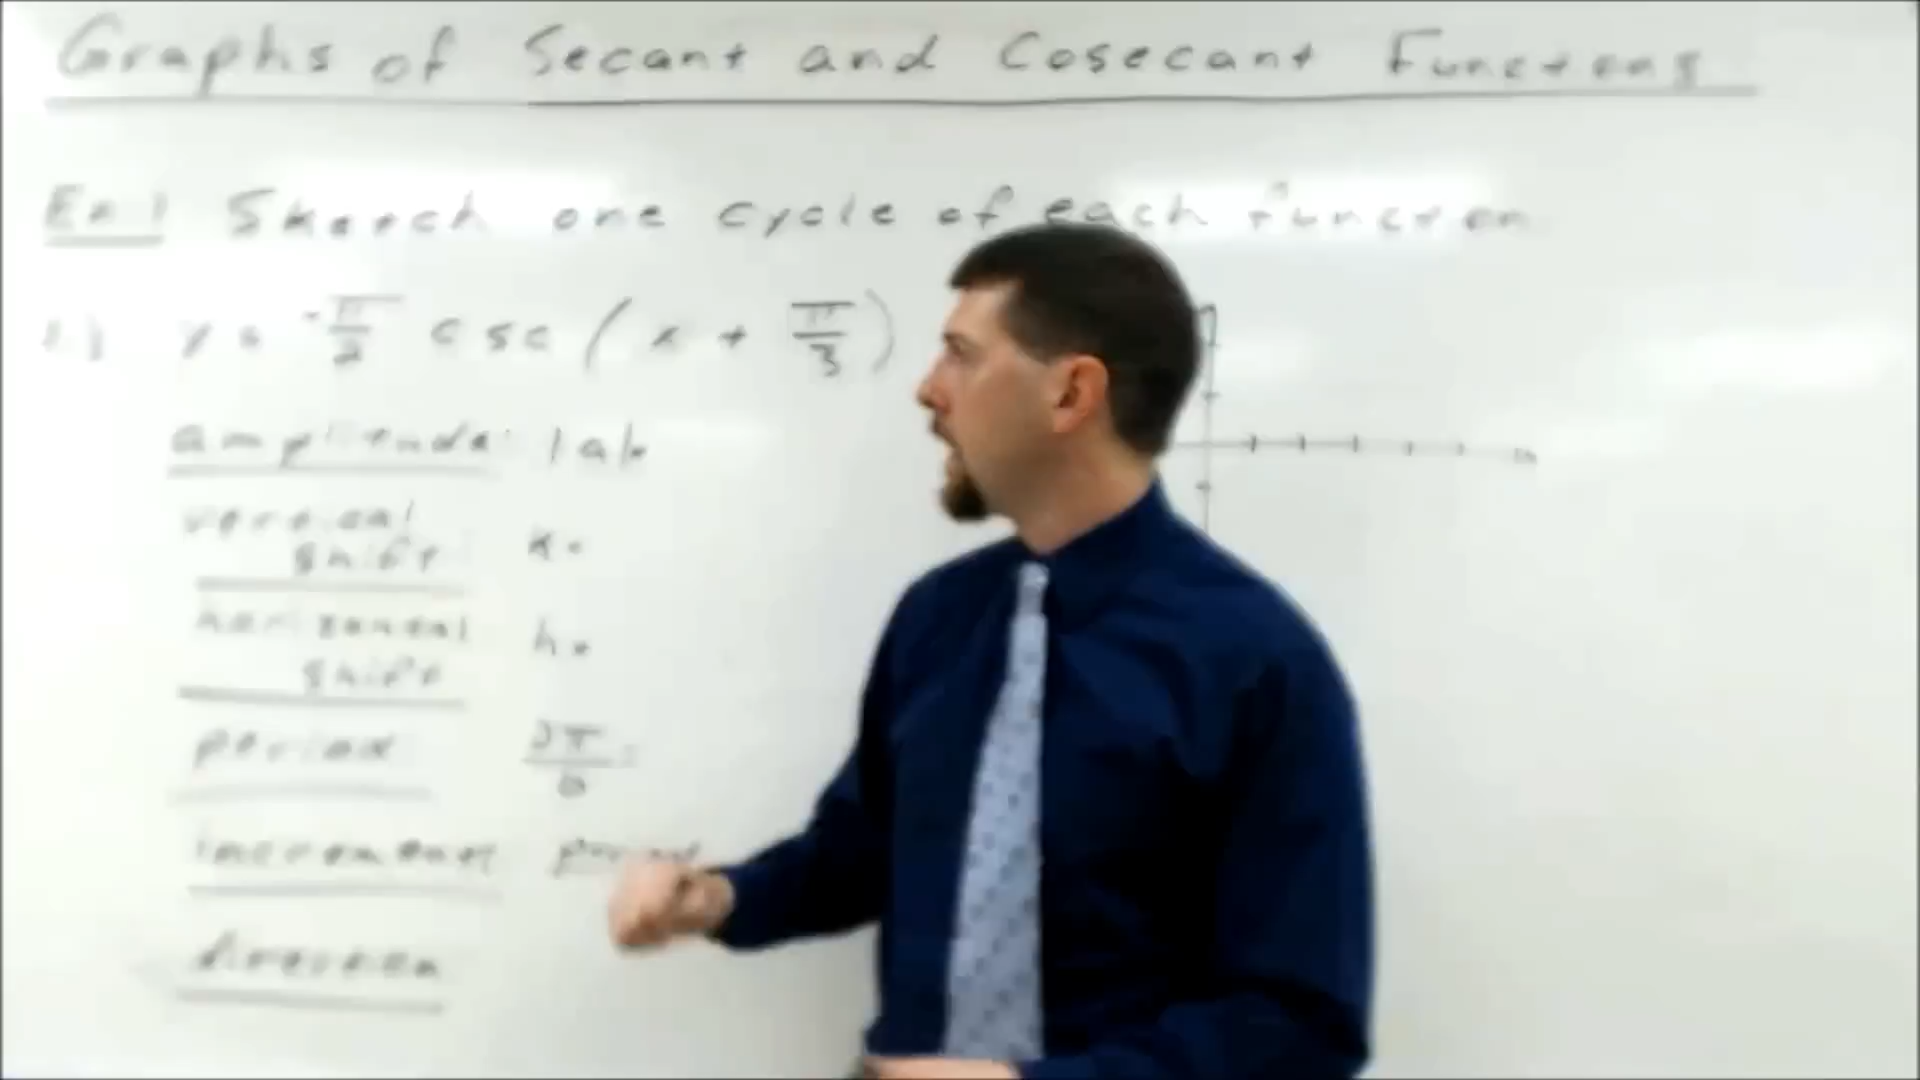 Graphs of Secant and Cosecant Functions
Ex 1 Sketch one cycle of each function
1.) y = -π/2 csc (x + π/3)
amplitude: |a| =
vertical shift k =
horizontal shift h =
period 2π/b =
increment period
direction